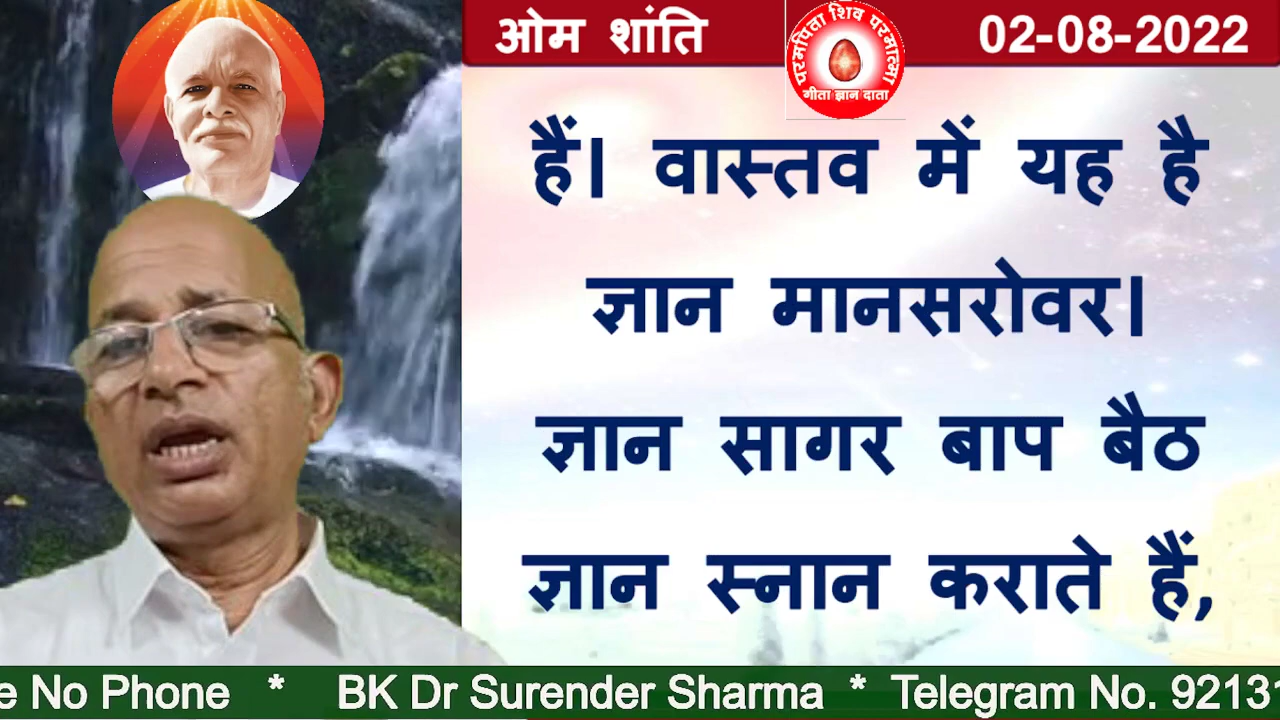 ओम शांति
परमपिता शिव परमात्मा
गीता ज्ञान दाता
02-08-2022
हैं। वास्तव में यह है
ज्ञान मानसरोवर।
ज्ञान सागर बाप बैठ
ज्ञान स्नान कराते हैं,
e No Phone * BK Dr Surender Sharma * Telegram No. 92131